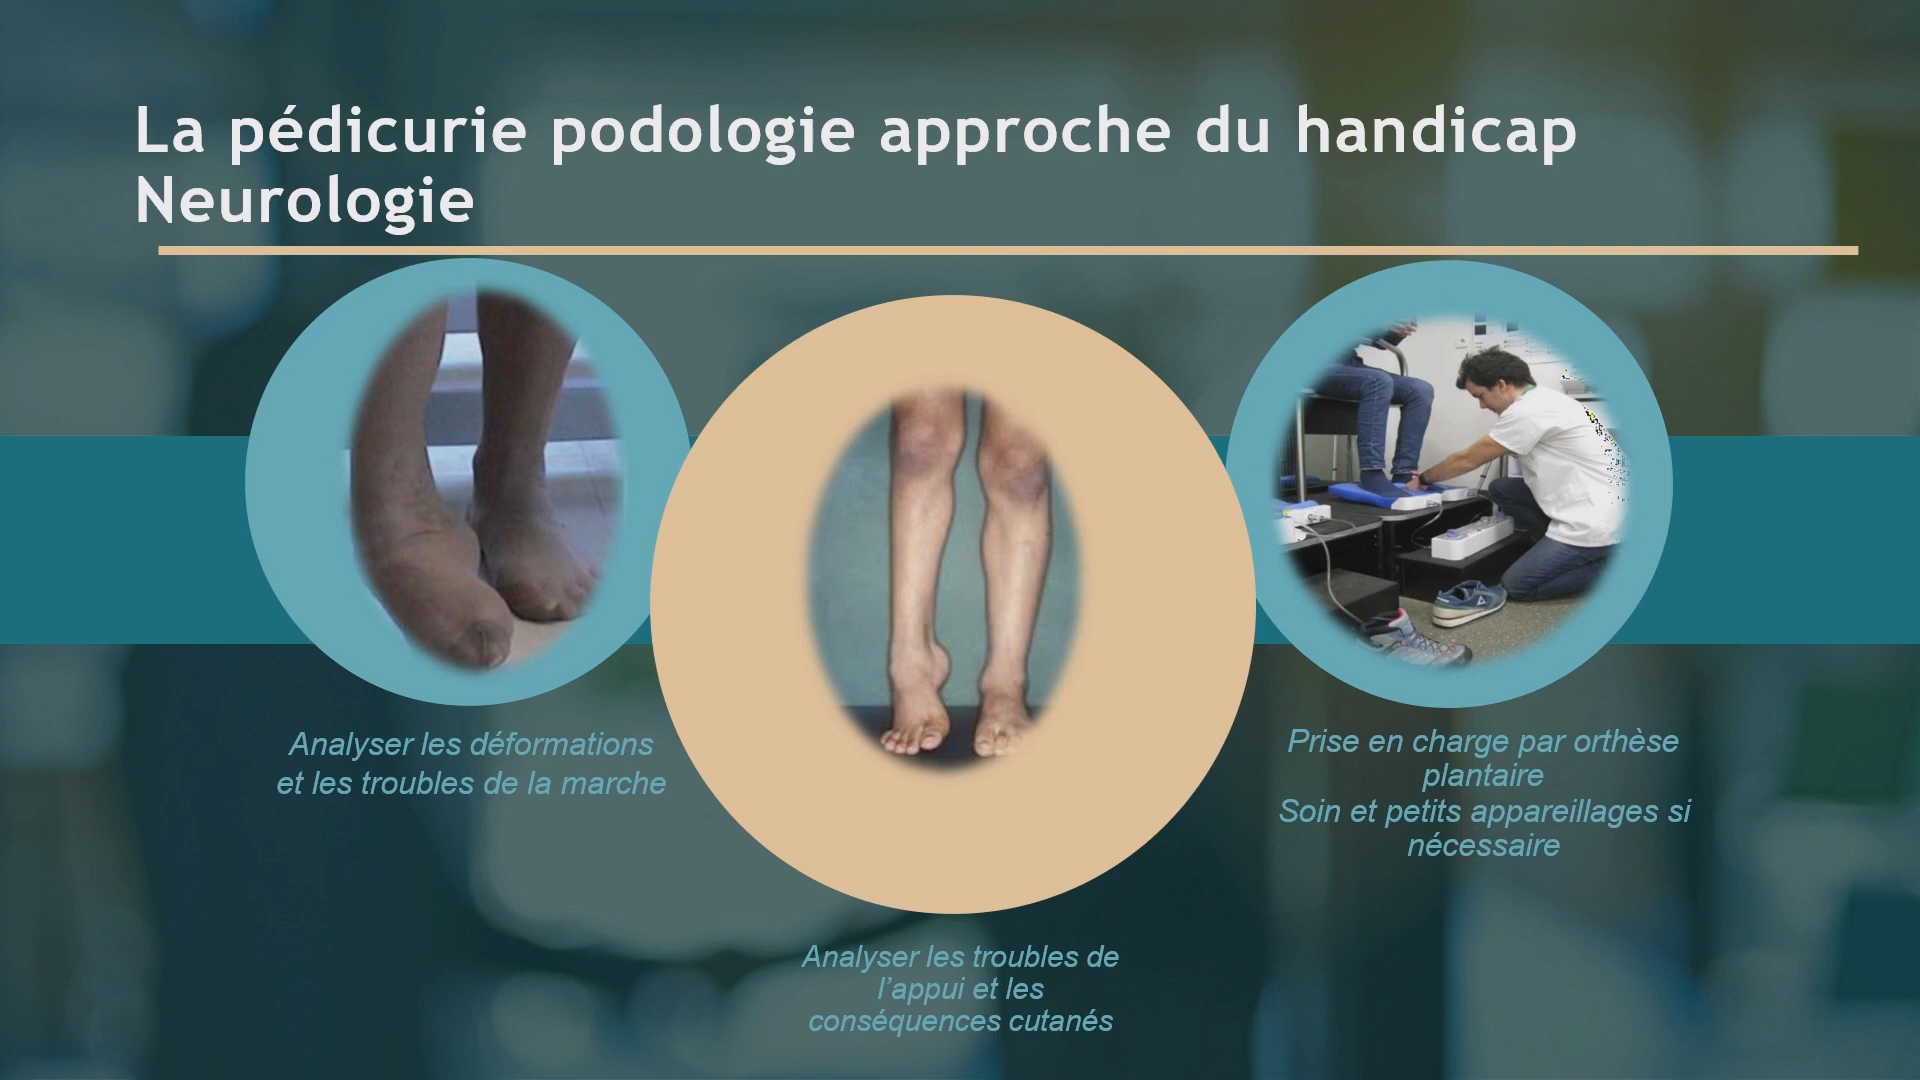 La pédicurie podologie approche du handicap
Neurologie
Analyser les déformations
et les troubles de la marche
Analyser les troubles de
l’appui et les
conséquences cutanés
Prise en charge par orthèse
plantaire
Soin et petits appareillages si
nécessaire